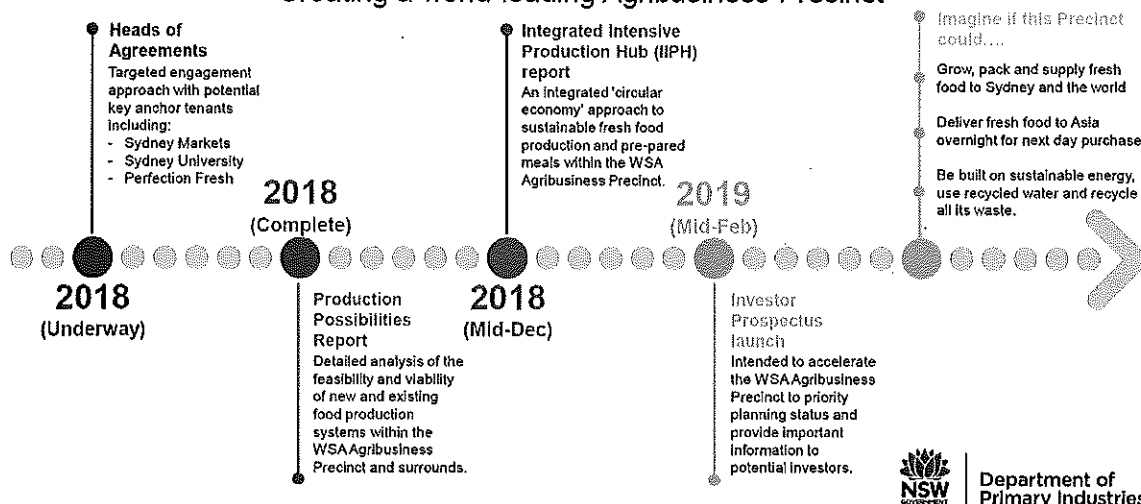 Creating a world-leading Agribusiness Precinct
Heads of
Agreements
Targeted engagement
approach with potential
key anchor tenants
including:
- Sydney Markets
- Sydney University
- Perfection Fresh
2018
(Underway)
2018
(Complete)
Production
Possibilities
Report
Detailed analysis of the
feasibility and viability
of new and existing
food production
systems within the
WSA Agribusiness
Precinct and surrounds.
Integrated Intensive
Production Hub (IIPH)
report
An integrated 'circular
economy' approach to
sustainable fresh food
production and pre-pared
meals within the WSA
Agribusiness Precinct.
2018
(Mid-Dec)
2019
(Mid-Feb)
Investor
Prospectus
launch
Intended to accelerate
the WSA Agribusiness
Precinct to priority
planning status and
provide important
information to
potential investors.
Imagine if this Precinct
could....
Grow, pack and supply fresh
food to Sydney and the world
Deliver fresh food to Asia
overnight for next day purchase
Be built on sustainable energy,
use recycled water and recycle
all its waste.
NSW
GOVERNMENT
Department of
Primary Industries